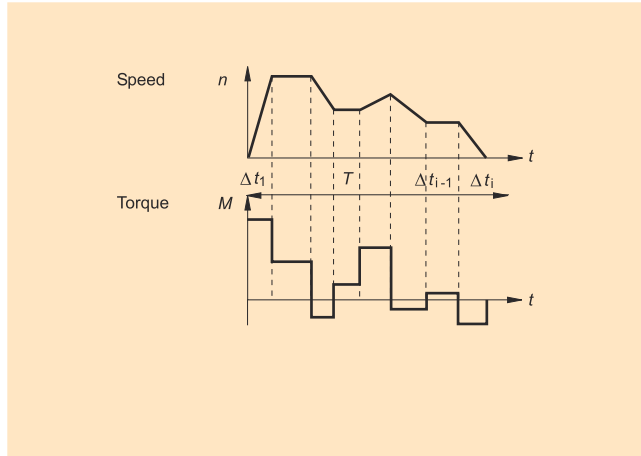 Speed n
t
Δt1 T Δti-1 Δti
Torque M
t